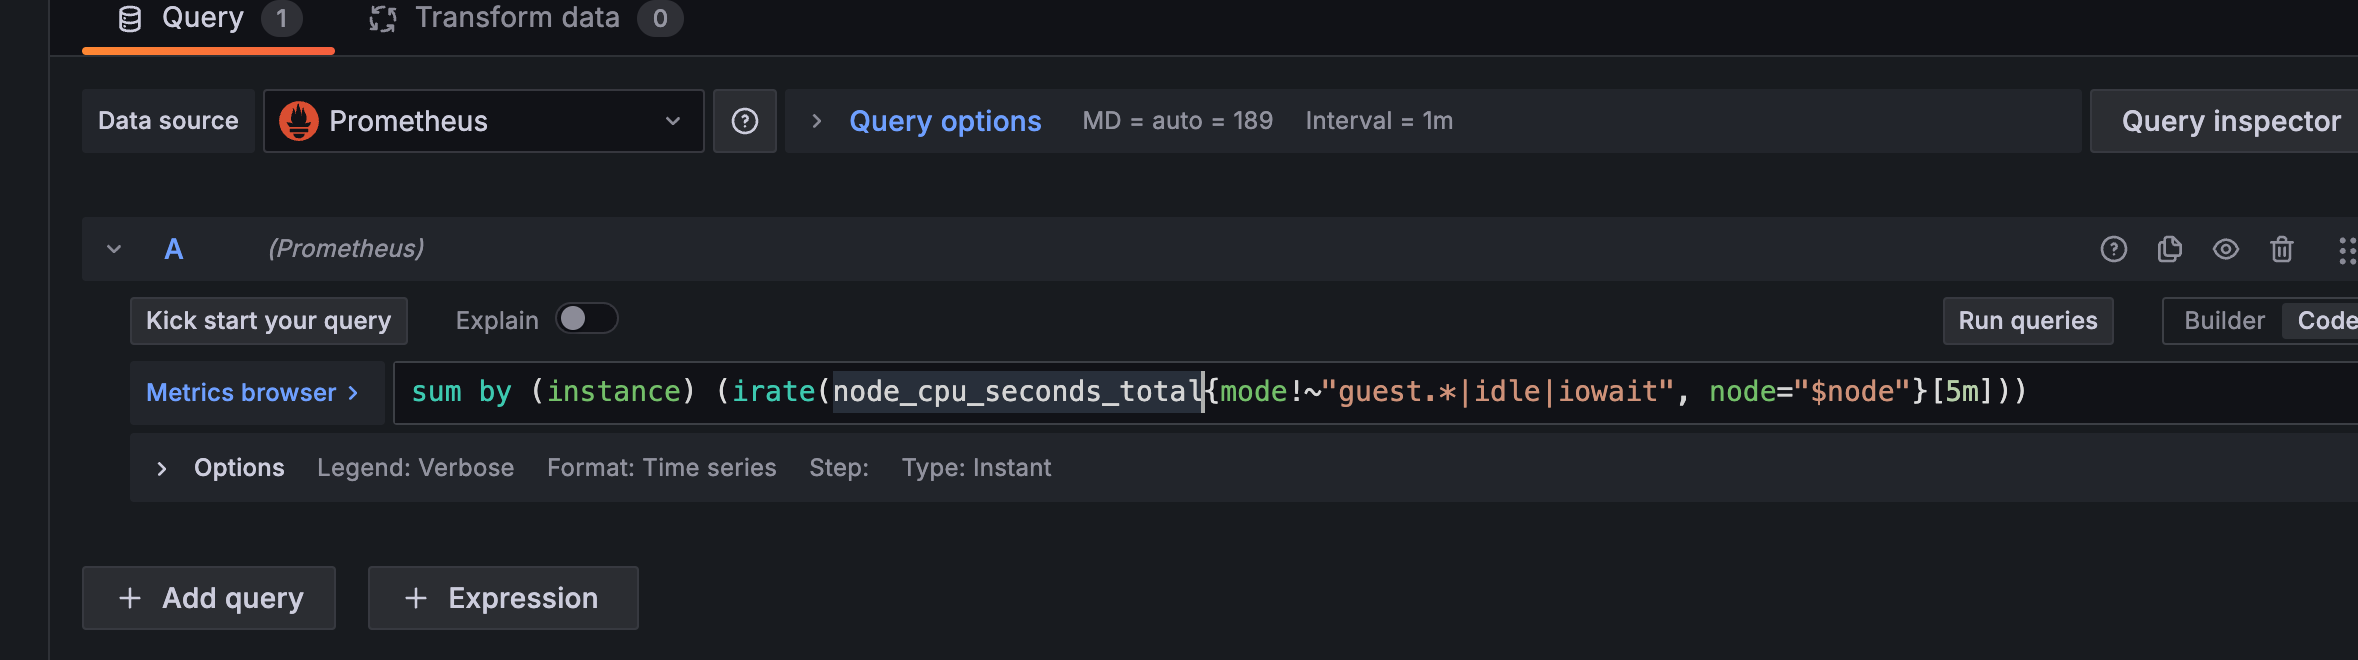 Query 1 Transform data 0
Data source Prometheus Query options MD = auto = 189 Interval = 1m Query inspector
A (Prometheus)
Kick start your query Explain Run queries Builder Code
Metrics browser > sum by (instance) (irate(node_cpu_seconds_total{mode!~"guest.*|idle|iowait", node="$node"}[5m]))
Options Legend: Verbose Format: Time series Step: Type: Instant
+ Add query + Expression